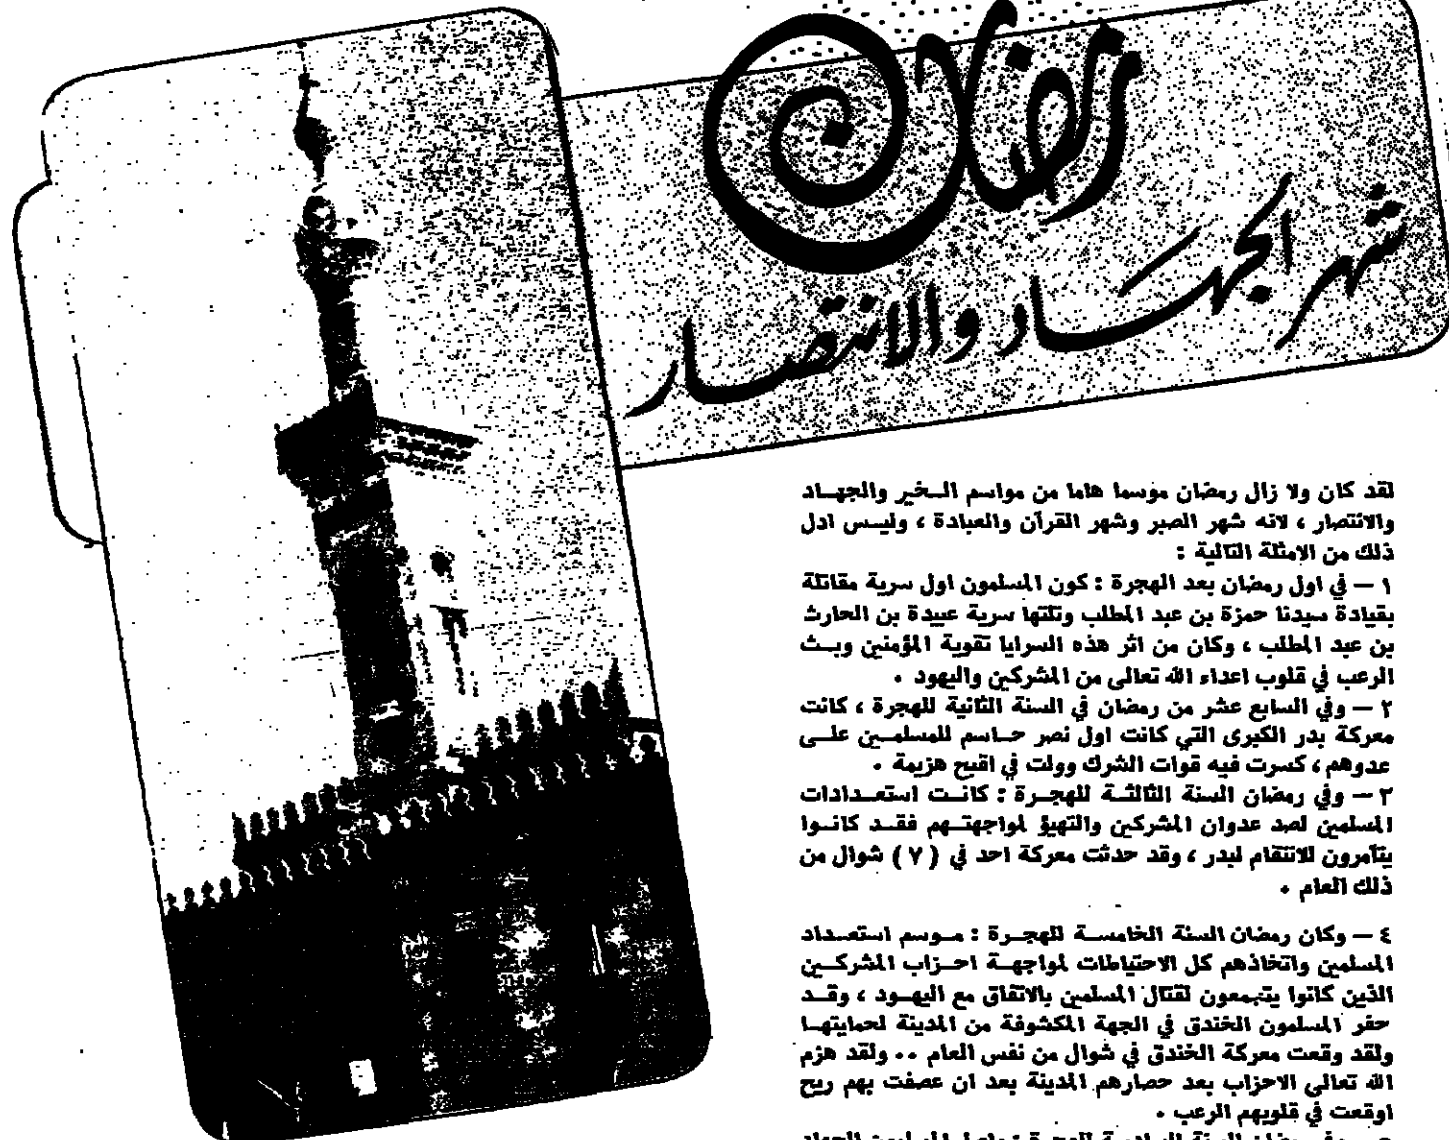 رمضان
شهر الجهاد والانتصار
لقد كان ولا زال رمضان موسما هاما من مواسم الخير والجهاد
والانتصار ، لانه شهر الصبر وشهر القرآن والعبادة ، وليس ادل
ذلك من الامثلة التالية :
١ — في اول رمضان بعد الهجرة : كون المسلمون اول سرية مقاتلة
بقيادة سيدنا حمزة بن عبد المطلب وتلتها سرية عبيدة بن الحارث
بن عبد المطلب ، وكان من اثر هذه السرايا تقوية المؤمنين وبث
الرعب في قلوب اعداء الله تعالى من المشركين واليهود .
٢ — وفي السابع عشر من رمضان في السنة الثانية للهجرة ، كانت
معركة بدر الكبرى التي كانت اول نصر حاسم للمسلمين على
عدوهم ، كسرت فيه قوات الشرك وولت في اقبح هزيمة .
٣ — وفي رمضان السنة الثالثة للهجرة : كانت استعدادات
المسلمين لصد عدوان المشركين والتهيؤ لمواجهتهم فقد كانوا
يتآمرون للانتقام لبدر ، وقد حدثت معركة احد في ( ٧ ) شوال من
ذلك العام .
٤ — وكان رمضان السنة الخامسة للهجرة : موسم استعداد
المسلمين واتخاذهم كل الاحتياطات لمواجهة احزاب المشركين
الذين كانوا يتجمعون لقتال المسلمين بالاتفاق مع اليهود ، وقد
حفر المسلمون الخندق في الجهة المكشوفة من المدينة لحمايتها
ولقد وقعت معركة الخندق في شوال من نفس العام .. ولقد هزم
الله تعالى الاحزاب بعد حصارهم المدينة بعد ان عصفت بهم ريح
اوقعت في قلوبهم الرعب .